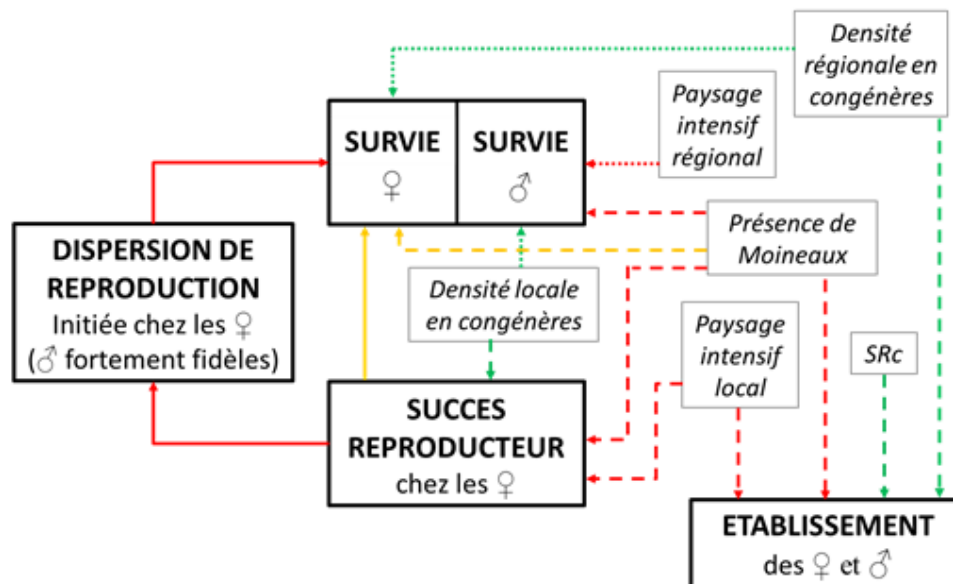 Densité
régionale en
congénères
Paysage
intensif
régional
SURVIE
♀
SURVIE
♂
Présence de
Moineaux
DISPERSION DE
REPRODUCTION
Initiée chez les ♀
(♂ fortement fidèles)
Densité locale
en congénères
Paysage
intensif
local
SRc
SUCCES
REPRODUCTEUR
chez les ♀
ETABLISSEMENT
des ♀ et ♂